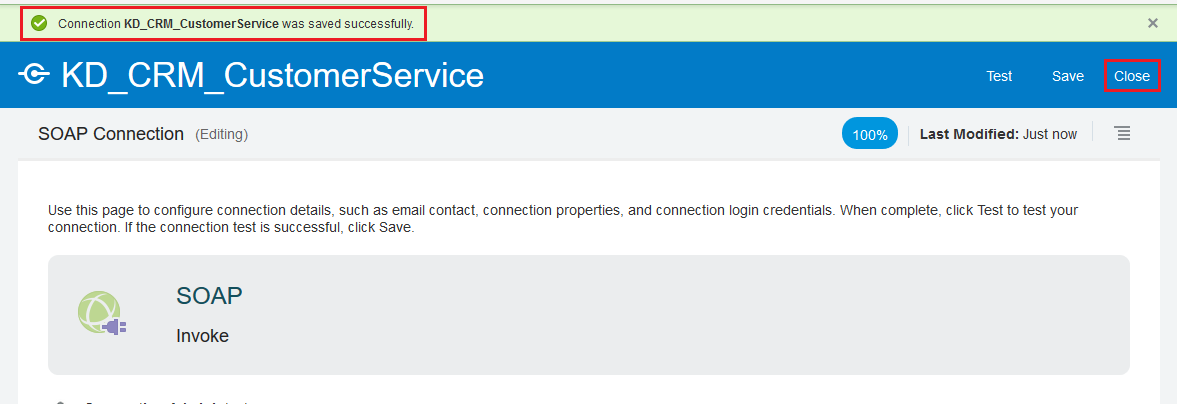 Connection KD_CRM_CustomerService was saved successfully.
KD_CRM_CustomerService
Test Save Close
SOAP Connection (Editing)
100% Last Modified: Just now
Use this page to configure connection details, such as email contact, connection properties, and connection login credentials. When complete, click Test to test your
connection. If the connection test is successful, click Save.
SOAP
Invoke